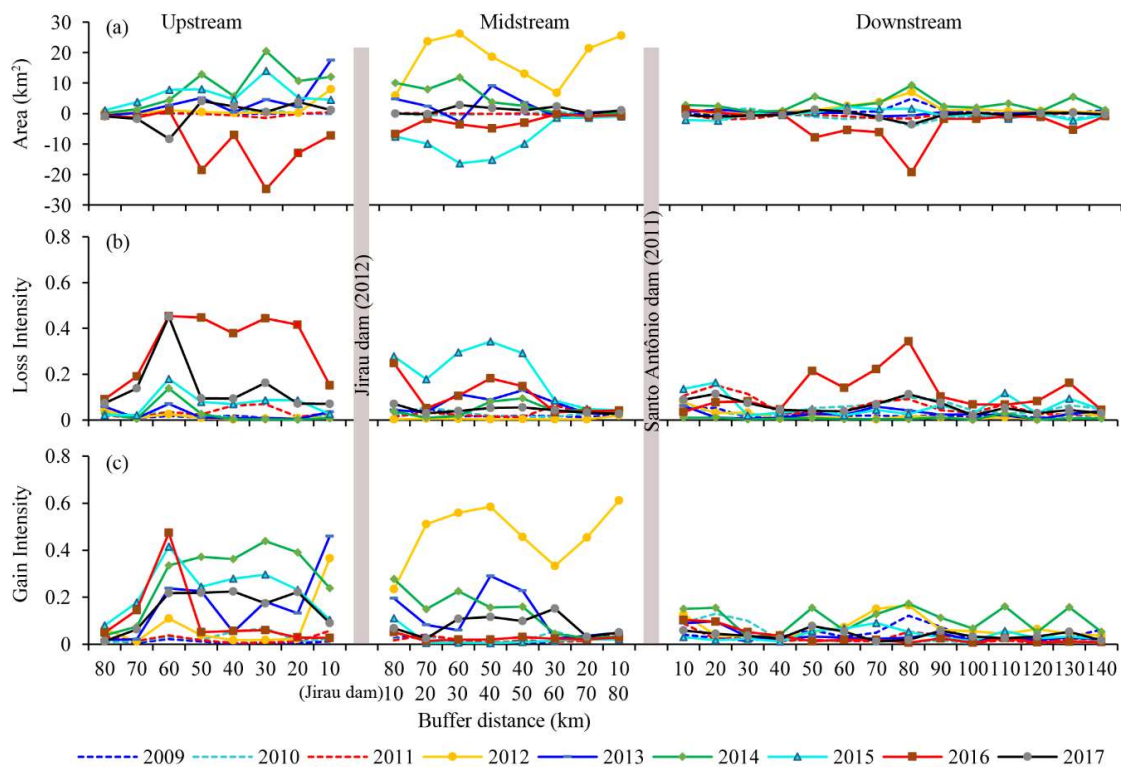 Upstream Midstream Downstream
(a)
Area (km²)
30
20
10
0
-10
-20
-30
(b)
Loss Intensity
0.8
0.6
0.4
0.2
0
Jirau dam (2012)
Santo Antônio dam (2011)
(c)
Gain Intensity
0.8
0.6
0.4
0.2
0
80 70 60 50 40 30 20 10 80 70 60 50 40 30 20 10 10 20 30 40 50 60 70 80 90 100 110 120 130 140
(Jirau dam) 10 20 30 40 50 60 70 80
Buffer distance (km)
2009 2010 2011 2012 2013 2014 2015 2016 2017